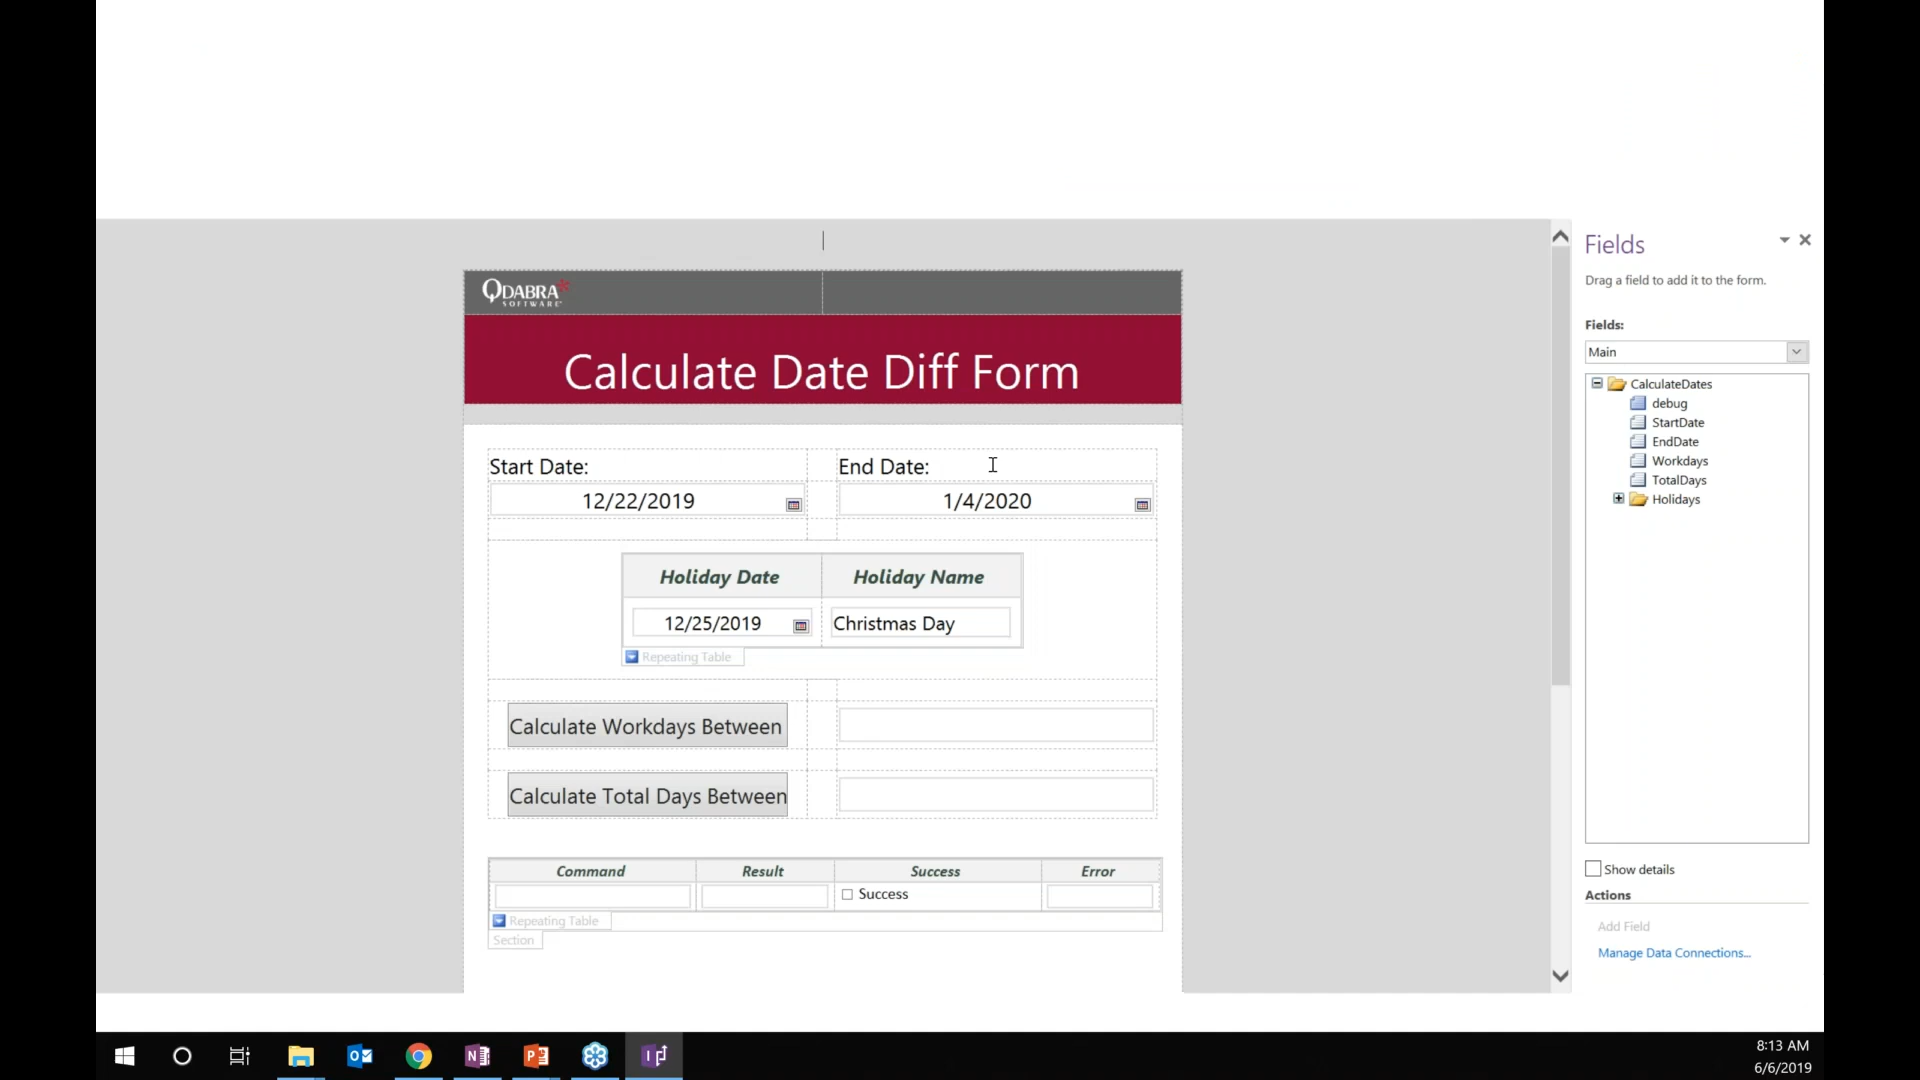 Fields
Drag a field to add it to the form.
Fields:
Main
CalculateDates
debug
StartDate
EndDate
Workdays
TotalDays
Holidays
Show details
Actions
Add Field
Manage Data Connections...
QDABRA
SOFTWARE
Calculate Date Diff Form
Start Date:
End Date:
12/22/2019
1/4/2020
Holiday Date
Holiday Name
12/25/2019
Christmas Day
Repeating Table
Calculate Workdays Between
Calculate Total Days Between
Command
Result
Success
Error
Success
Repeating Table
Section
8:13 AM
6/6/2019